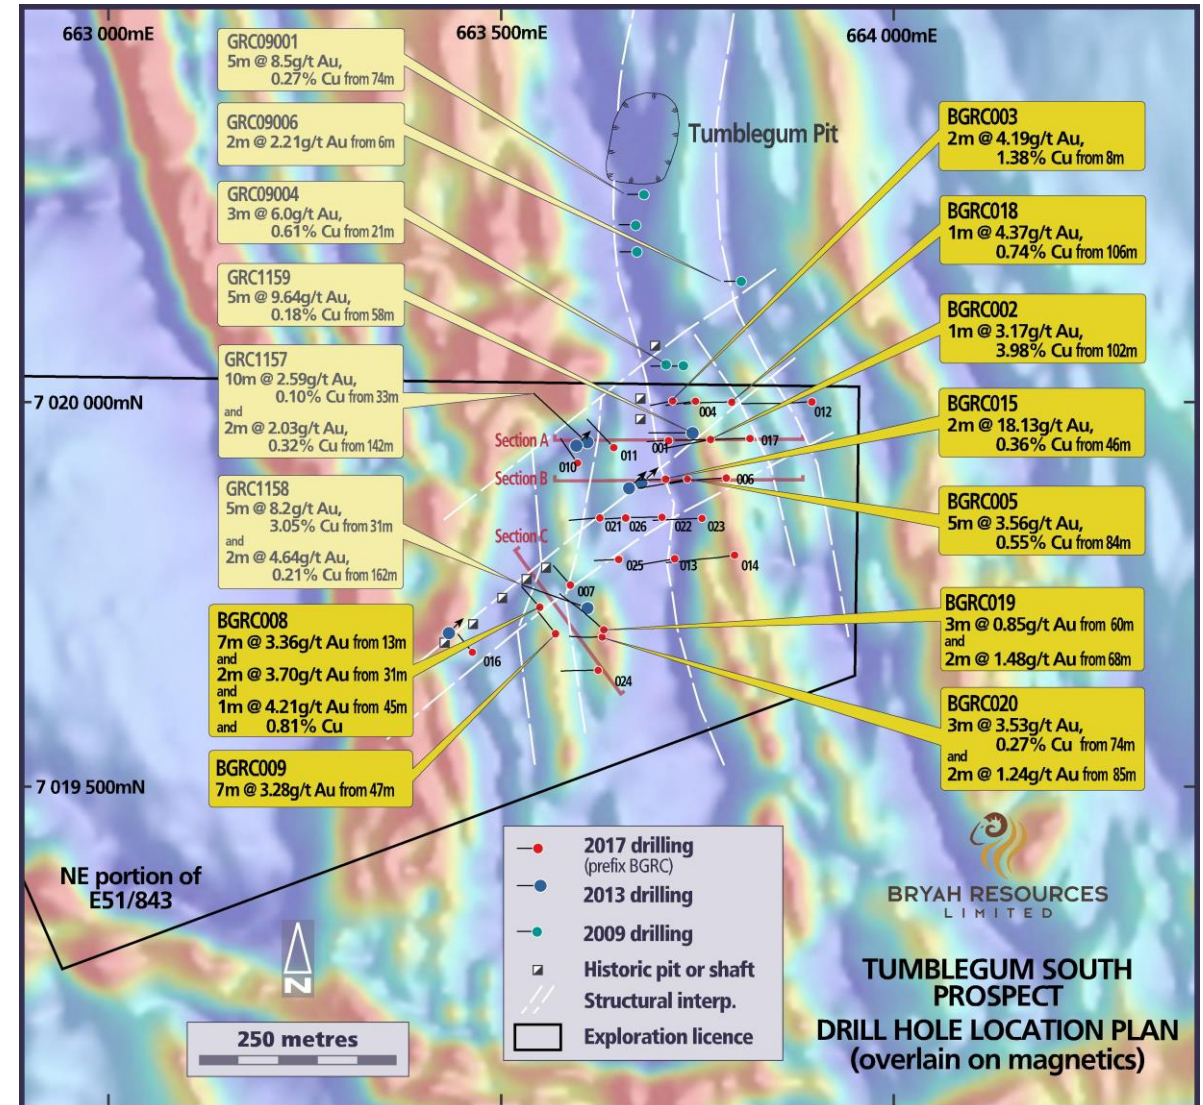 663 000mE
663 500mE
664 000mE
GRC09001
5m @ 8.5g/t Au,
0.27% Cu from 74m
GRC09006
2m @ 2.21g/t Au from 6m
GRC09004
3m @ 6.0g/t Au,
0.61% Cu from 21m
GRC1159
5m @ 9.64g/t Au,
0.18% Cu from 58m
GRC1157
10m @ 2.59g/t Au,
0.10% Cu from 33m
and
2m @ 2.03g/t Au,
0.32% Cu from 142m
GRC1158
5m @ 8.2g/t Au,
3.05% Cu from 31m
and
2m @ 4.64g/t Au,
0.21% Cu from 162m
BGRC008
7m @ 3.36g/t Au from 13m
and
2m @ 3.70g/t Au from 31m
and
1m @ 4.21g/t Au from 45m
and 0.81% Cu
BGRC009
7m @ 3.28g/t Au from 47m
Tumblegum Pit
BGRC003
2m @ 4.19g/t Au,
1.38% Cu from 8m
BGRC018
1m @ 4.37g/t Au,
0.74% Cu from 106m
BGRC002
1m @ 3.17g/t Au,
3.98% Cu from 102m
BGRC015
2m @ 18.13g/t Au,
0.36% Cu from 46m
BGRC005
5m @ 3.56g/t Au,
0.55% Cu from 84m
BGRC019
3m @ 0.85g/t Au from 60m
and
2m @ 1.48g/t Au from 68m
BGRC020
3m @ 3.53g/t Au,
0.27% Cu from 74m
and
2m @ 1.24g/t Au from 85m
7 020 000mN
7 019 500mN
004
012
Section A
001
017
011
010
Section B
006
021
026
022
023
Section C
025
013
014
007
016
024
NE portion of
E51/843
N
250 metres
2017 drilling
(prefix BGRC)
2013 drilling
2009 drilling
Historic pit or shaft
Structural interp.
Exploration licence
BRYAH RESOURCES
LIMITED
TUMBLEGUM SOUTH
PROSPECT
DRILL HOLE LOCATION PLAN
(overlain on magnetics)